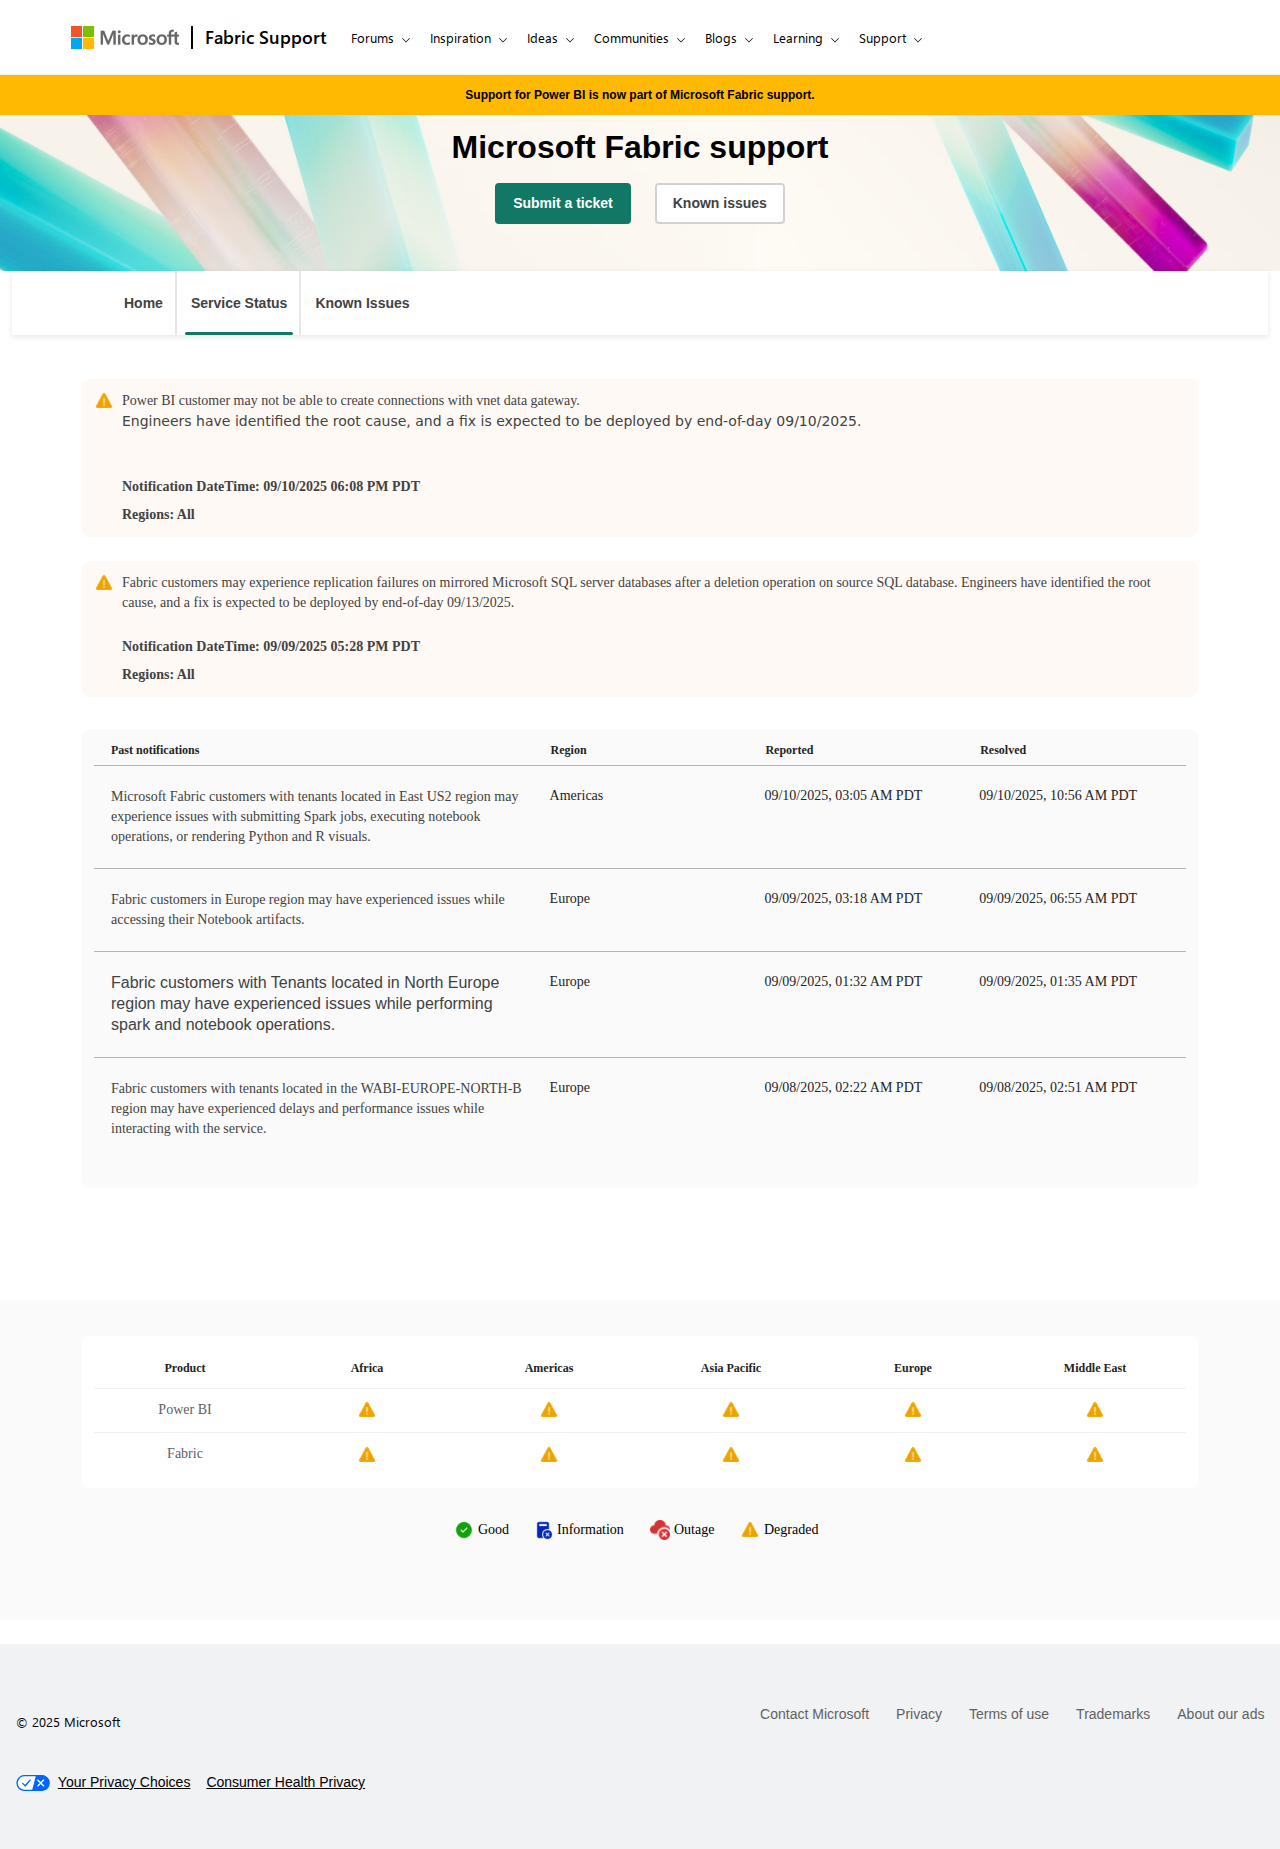 Microsoft | Fabric Support Forums Inspiration Ideas Communities Blogs Learning Support
Support for Power BI is now part of Microsoft Fabric support.
Microsoft Fabric support
Submit a ticket Known issues
Home Service Status Known Issues
Power BI customer may not be able to create connections with vnet data gateway.
Engineers have identified the root cause, and a fix is expected to be deployed by end-of-day 09/10/2025.
Notification DateTime: 09/10/2025 06:08 PM PDT
Regions: All
Fabric customers may experience replication failures on mirrored Microsoft SQL server databases after a deletion operation on source SQL database. Engineers have identified the root
cause, and a fix is expected to be deployed by end-of-day 09/13/2025.
Notification DateTime: 09/09/2025 05:28 PM PDT
Regions: All
Past notifications Region Reported Resolved
Microsoft Fabric customers with tenants located in East US2 region may Americas 09/10/2025, 03:05 AM PDT 09/10/2025, 10:56 AM PDT
experience issues with submitting Spark jobs, executing notebook
operations, or rendering Python and R visuals.
Fabric customers in Europe region may have experienced issues while Europe 09/09/2025, 03:18 AM PDT 09/09/2025, 06:55 AM PDT
accessing their Notebook artifacts.
Fabric customers with Tenants located in North Europe Europe 09/09/2025, 01:32 AM PDT 09/09/2025, 01:35 AM PDT
region may have experienced issues while performing
spark and notebook operations.
Fabric customers with tenants located in the WABI-EUROPE-NORTH-B Europe 09/08/2025, 02:22 AM PDT 09/08/2025, 02:51 AM PDT
region may have experienced delays and performance issues while
interacting with the service.
Product Africa Americas Asia Pacific Europe Middle East
Power BI
Fabric
Good Information Outage Degraded
© 2025 Microsoft Contact Microsoft Privacy Terms of use Trademarks About our ads
Your Privacy Choices Consumer Health Privacy